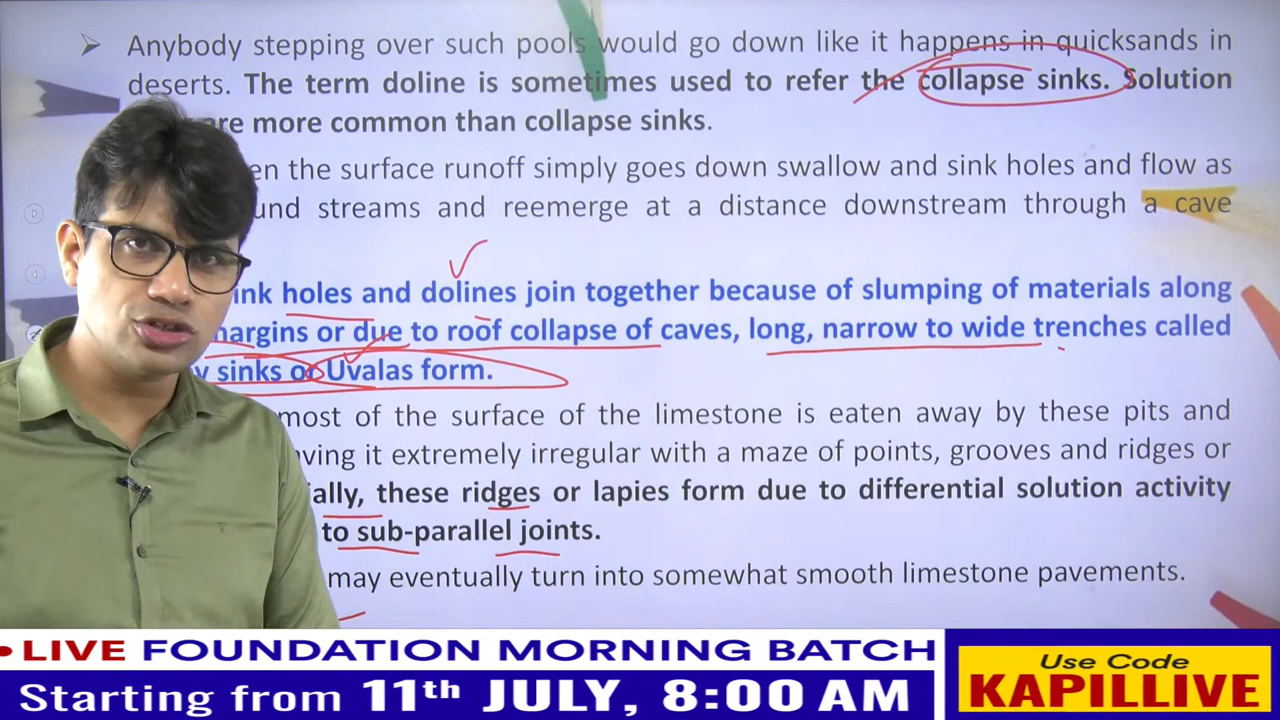 Anybody stepping over such pools would go down like it happens in quicksands in
deserts. The term doline is sometimes used to refer the collapse sinks. Solution
are more common than collapse sinks.
the surface runoff simply goes down swallow and sink holes and flow as
streams and reemerge at a distance downstream through a cave
holes and dolines join together because of slumping of materials along
margins or due to roof collapse of caves, long, narrow to wide trenches called
sinks or Uvalas form.
most of the surface of the limestone is eaten away by these pits and
it extremely irregular with a maze of points, grooves and ridges or
these ridges or lapies form due to differential solution activity
to sub-parallel joints.
may eventually turn into somewhat smooth limestone pavements.
• LIVE FOUNDATION MORNING BATCH
Starting from 11th JULY, 8:00 AM
Use Code
KAPILLIVE